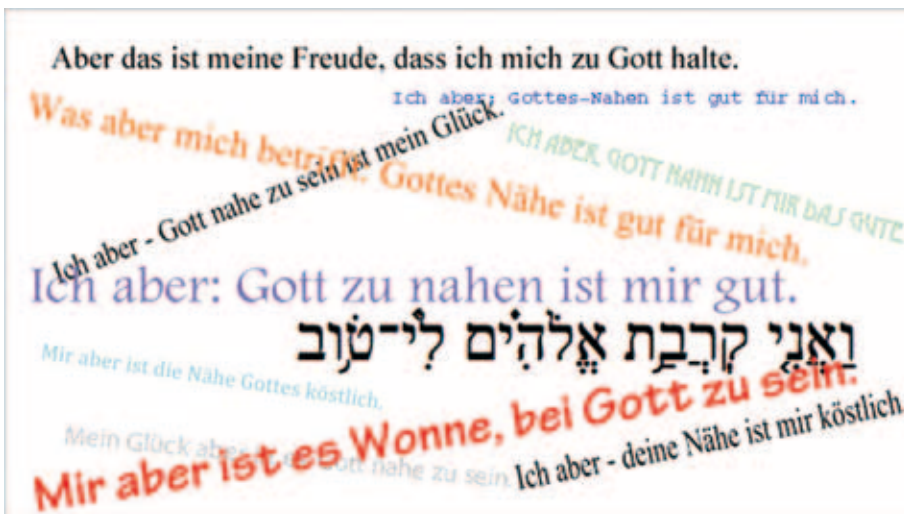 Aber das ist meine Freude, dass ich mich zu Gott halte.
Ich aber; Gottes-Nahen ist gut für mich.
Was aber mich betrifft: Gottes Nähe ist gut für mich.
ICH ABER, GOTT NAHN IST MIR DAS GUTE
Ich aber - Gott nahe zu sein ist mein Glück.
Ich aber: Gott zu nahen ist mir gut.
וַאֲנִ֤י קִֽרֲבַ֥ת אֱלֹהִ֗ים לִ֫י־ט֥וֹב
Mir aber ist die Nähe Gottes köstlich.
Mir aber ist es Wonne, bei Gott zu sein.
Mein Glück aber ist es, Gott nahe zu sein.
Ich aber - deine Nähe ist mir köstlich.